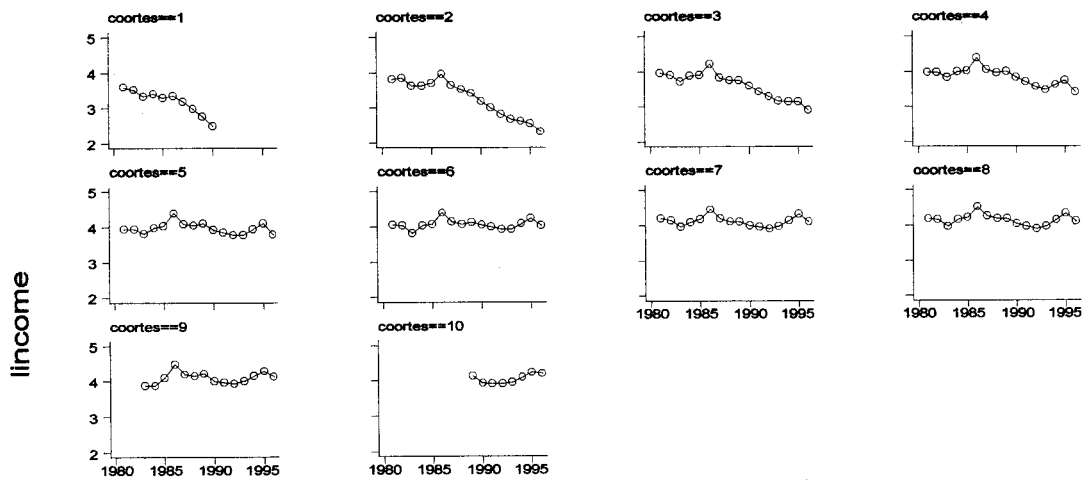 coortes==1
coortes==2
coortes==3
coortes==4
5
4
3
2
coortes==5
coortes==6
coortes==7
coortes==8
5
4
3
2
1980 1985 1990 1995
1980 1985 1990 1995
coortes==9
coortes==10
5
4
3
2
1980 1985 1990 1995
1980 1985 1990 1995
lincome